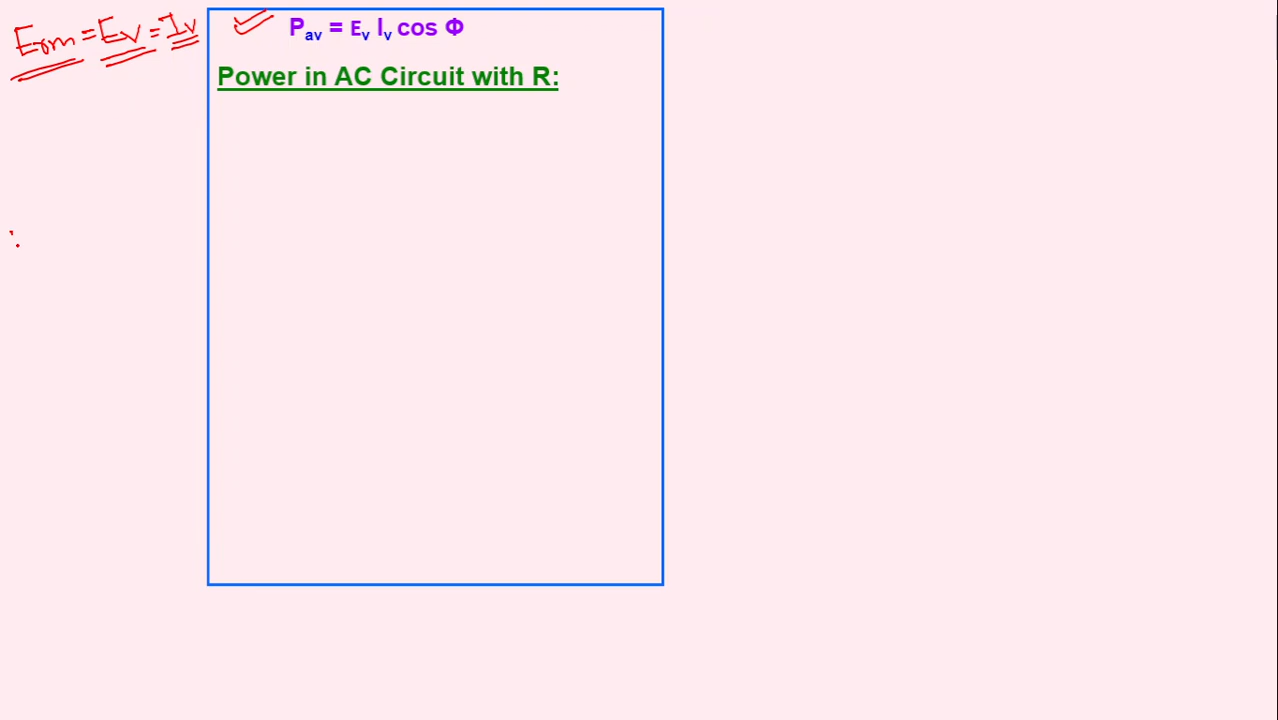 Erm = Ev = Iv
Pav = Ev Iv cos Φ
Power in AC Circuit with R: